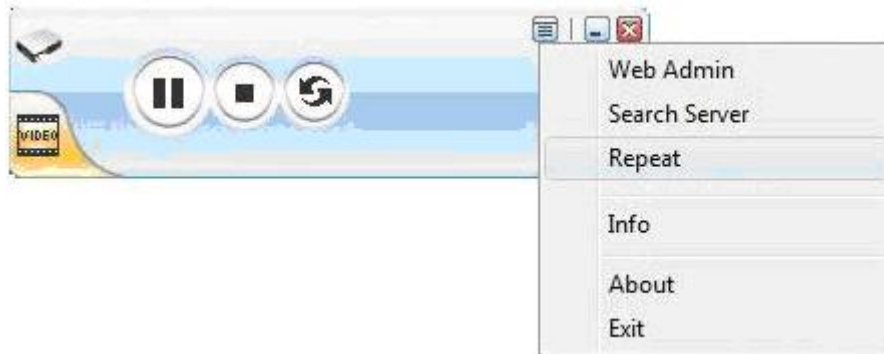 VIDEO
Web Admin
Search Server
Repeat
Info
About
Exit